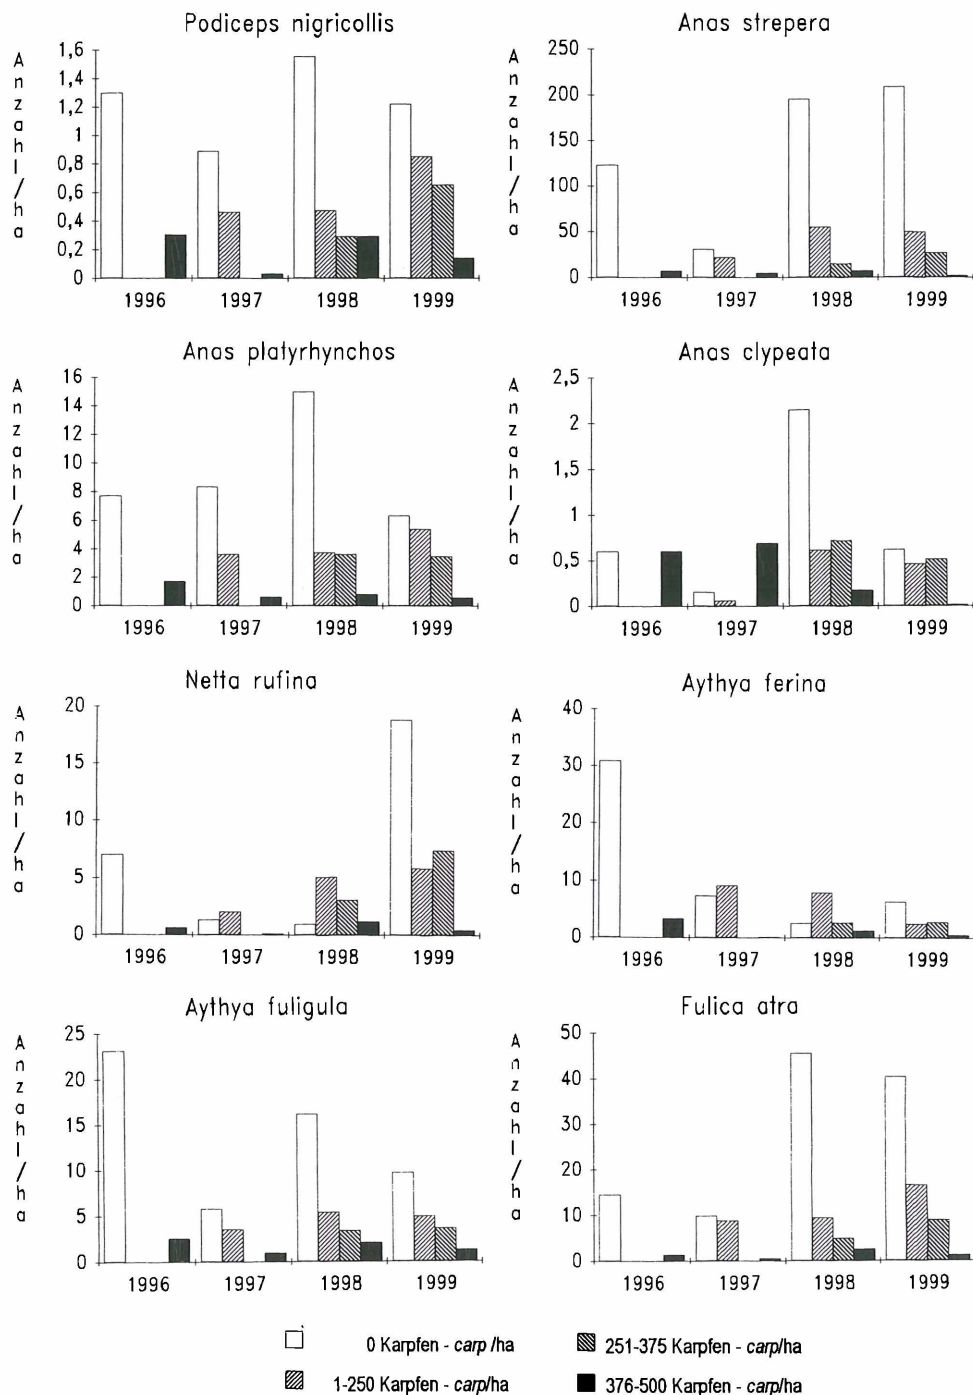 Podiceps nigricollis
Anzahl/ha
1,6
1,4
1,2
1
0,8
0,6
0,4
0,2
0
1996 1997 1998 1999
Anas strepera
Anzahl/ha
250
200
150
100
50
0
1996 1997 1998 1999
Anas platyrhynchos
Anzahl/ha
16
14
12
10
8
6
4
2
0
1996 1997 1998 1999
Anas clypeata
Anzahl/ha
2,5
2
1,5
1
0,5
0
1996 1997 1998 1999
Netta rufina
Anzahl/ha
20
15
10
5
0
1996 1997 1998 1999
Aythya ferina
Anzahl/ha
40
30
20
10
0
1996 1997 1998 1999
Aythya fuligula
Anzahl/ha
25
20
15
10
5
0
1996 1997 1998 1999
Fulica atra
Anzahl/ha
50
40
30
20
10
0
1996 1997 1998 1999
0 Karpfen - carp /ha
1-250 Karpfen - carp/ha
251-375 Karpfen - carp/ha
376-500 Karpfen - carp/ha